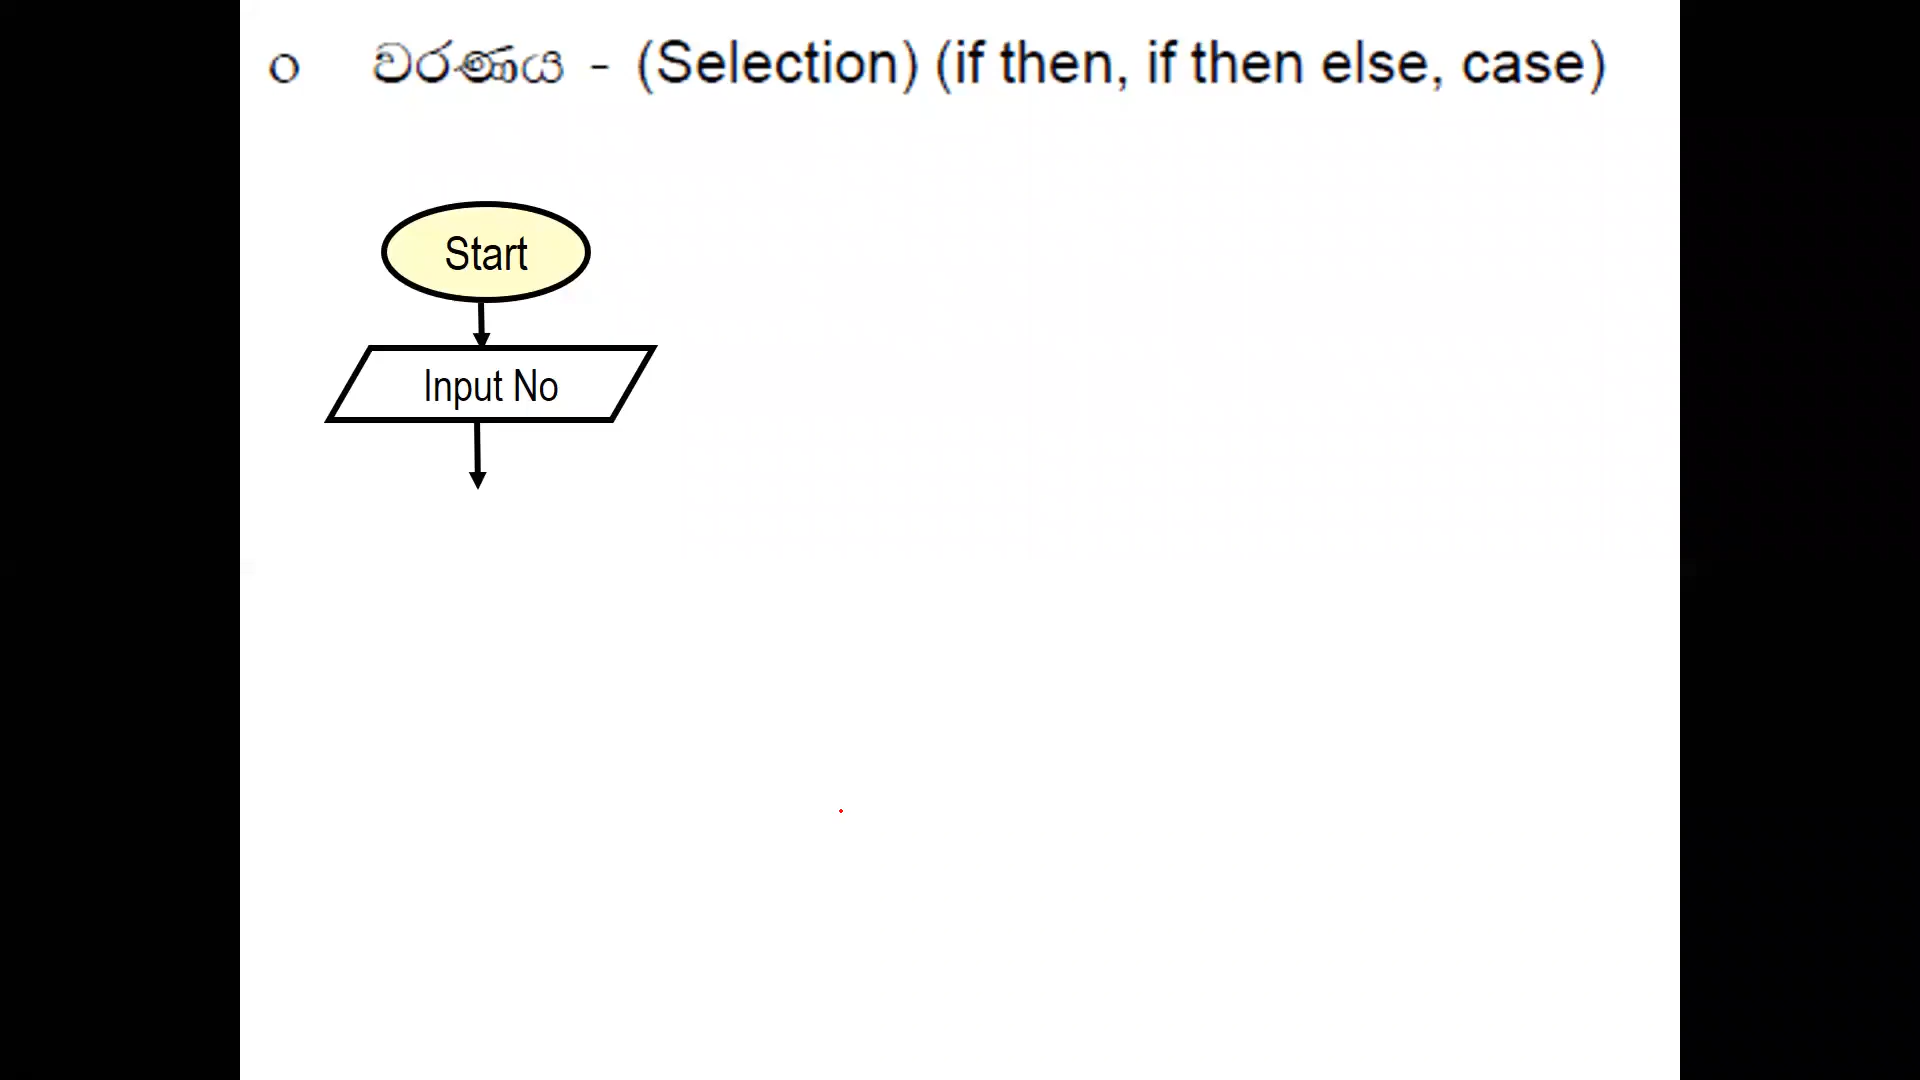 o වරණය - (Selection) (if then, if then else, case)
Start
Input No